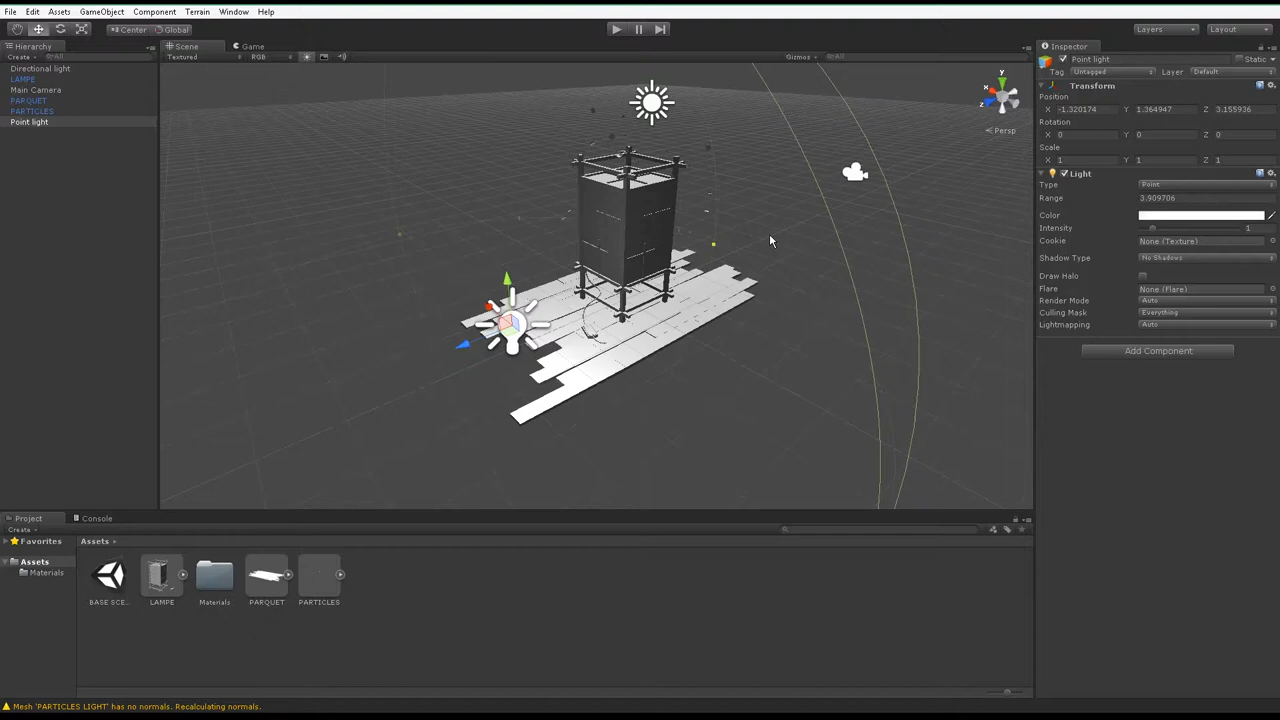 File Edit Assets GameObject Component Terrain Window Help
Center Global Layers Layout
Hierarchy
Create All
Directional light
LAMPE
Main Camera
PARQUET
PARTICLES
Point light
Scene Game
Textured RGB Gizmos All
y
x
z
Persp
Inspector
Point light Static
Tag Untagged Layer Default
Transform
Position
X -1.320174 Y 1.364947 Z 3.155936
Rotation
X 0 Y 0 Z 0
Scale
X 1 Y 1 Z 1
Light
Type Point
Range 3.909706
Color
Intensity 1
Cookie None (Texture)
Shadow Type No Shadows
Draw Halo
Flare None (Flare)
Render Mode Auto
Culling Mask Everything
Lightmapping Auto
Add Component
Project Console
Create
Favorites
Assets
Materials
Assets
BASE SCE... LAMPE Materials PARQUET PARTICLES
Mesh 'PARTICLES LIGHT' has no normals. Recalculating normals.